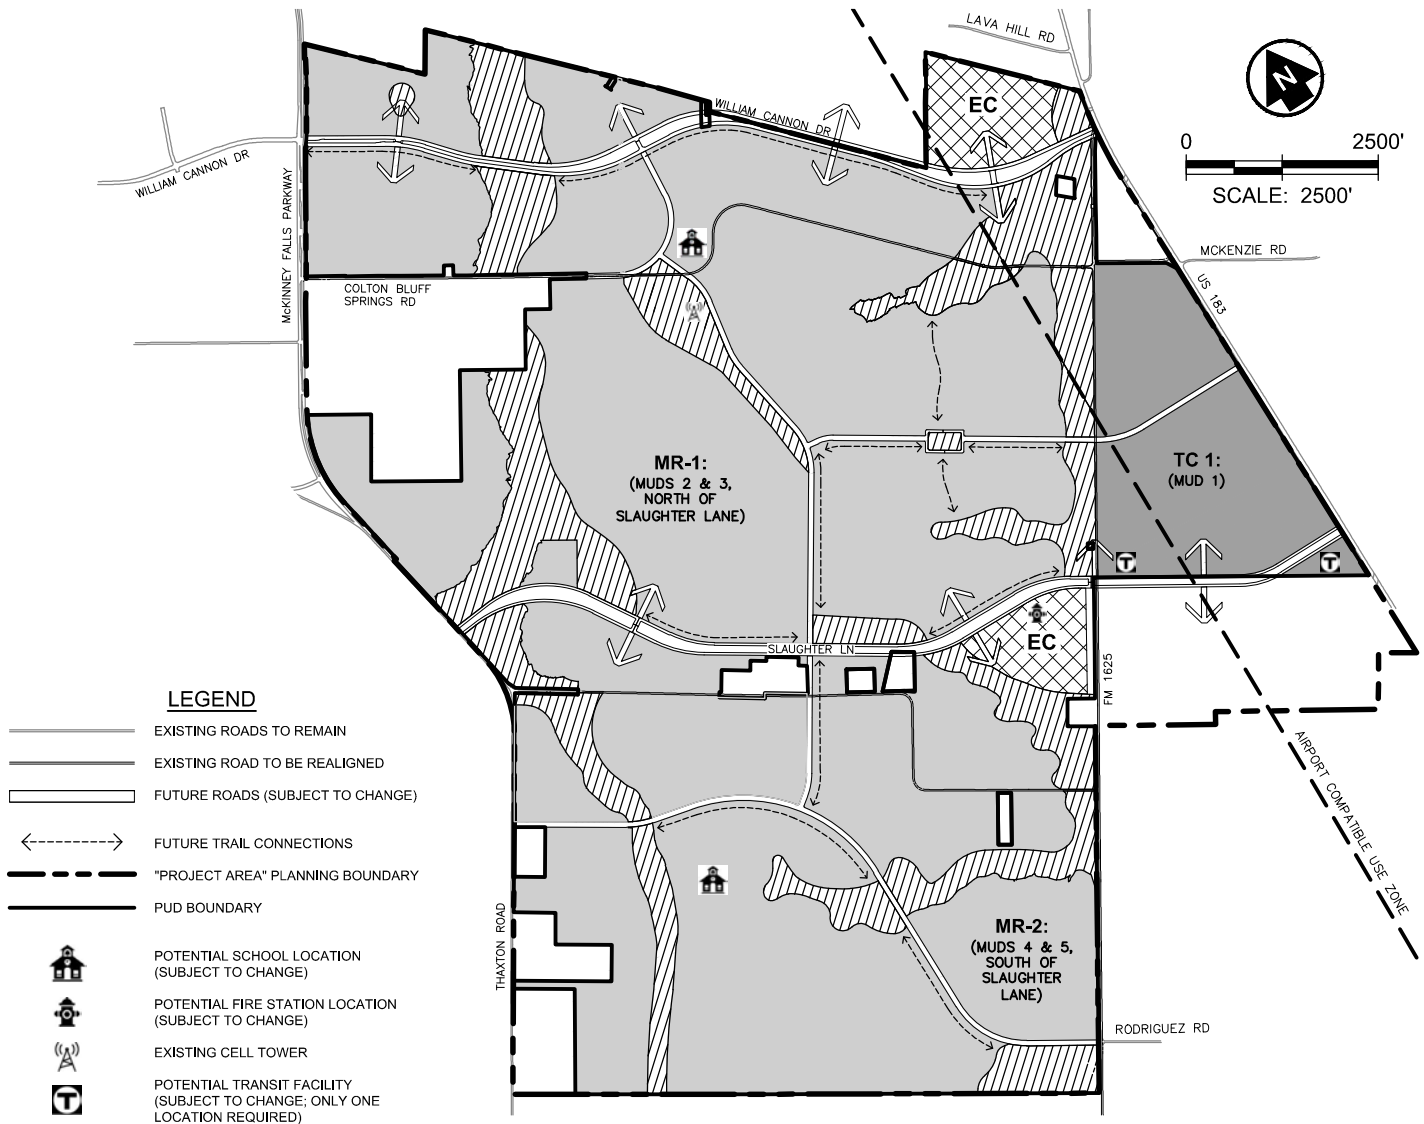 LAVA HILL RD
N
EC
WILLIAM CANNON DR
0 2500'
SCALE: 2500'
WILLIAM CANNON DR
McKINNEY FALLS PARKWAY
MCKENZIE RD
US 183
COLTON BLUFF
SPRINGS RD
MR-1:
(MUDS 2 & 3,
NORTH OF
SLAUGHTER LANE)
TC 1:
(MUD 1)
T
T
EC
SLAUGHTER LN
FM 1625
AIRPORT COMPATIBLE USE ZONE
THAXTON ROAD
MR-2:
(MUDS 4 & 5,
SOUTH OF
SLAUGHTER
LANE)
RODRIGUEZ RD
LEGEND
EXISTING ROADS TO REMAIN
EXISTING ROAD TO BE REALIGNED
FUTURE ROADS (SUBJECT TO CHANGE)
FUTURE TRAIL CONNECTIONS
"PROJECT AREA" PLANNING BOUNDARY
PUD BOUNDARY
POTENTIAL SCHOOL LOCATION
(SUBJECT TO CHANGE)
POTENTIAL FIRE STATION LOCATION
(SUBJECT TO CHANGE)
EXISTING CELL TOWER
T
POTENTIAL TRANSIT FACILITY
(SUBJECT TO CHANGE; ONLY ONE
LOCATION REQUIRED)